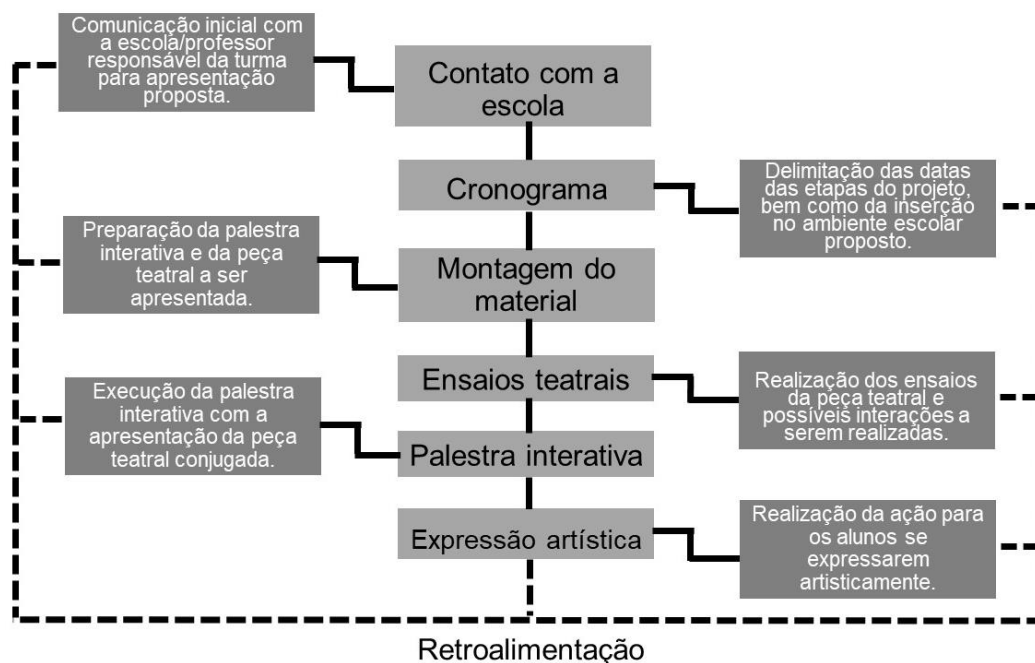 Comunicação inicial com
a escola/professor
responsável da turma
para apresentação
proposta.
Contato com a
escola
Cronograma
Delimitação das datas
das etapas do projeto,
bem como da inserção
no ambiente escolar
proposto.
Preparação da palestra
interativa e da peça
teatral a ser
apresentada.
Montagem do
material
Ensaios teatrais
Realização dos ensaios
da peça teatral e
possíveis interações a
serem realizadas.
Execução da palestra
interativa com a
apresentação da peça
teatral conjugada.
Palestra interativa
Expressão artística
Realização da ação para
os alunos se
expressarem
artisticamente.
Retroalimentação